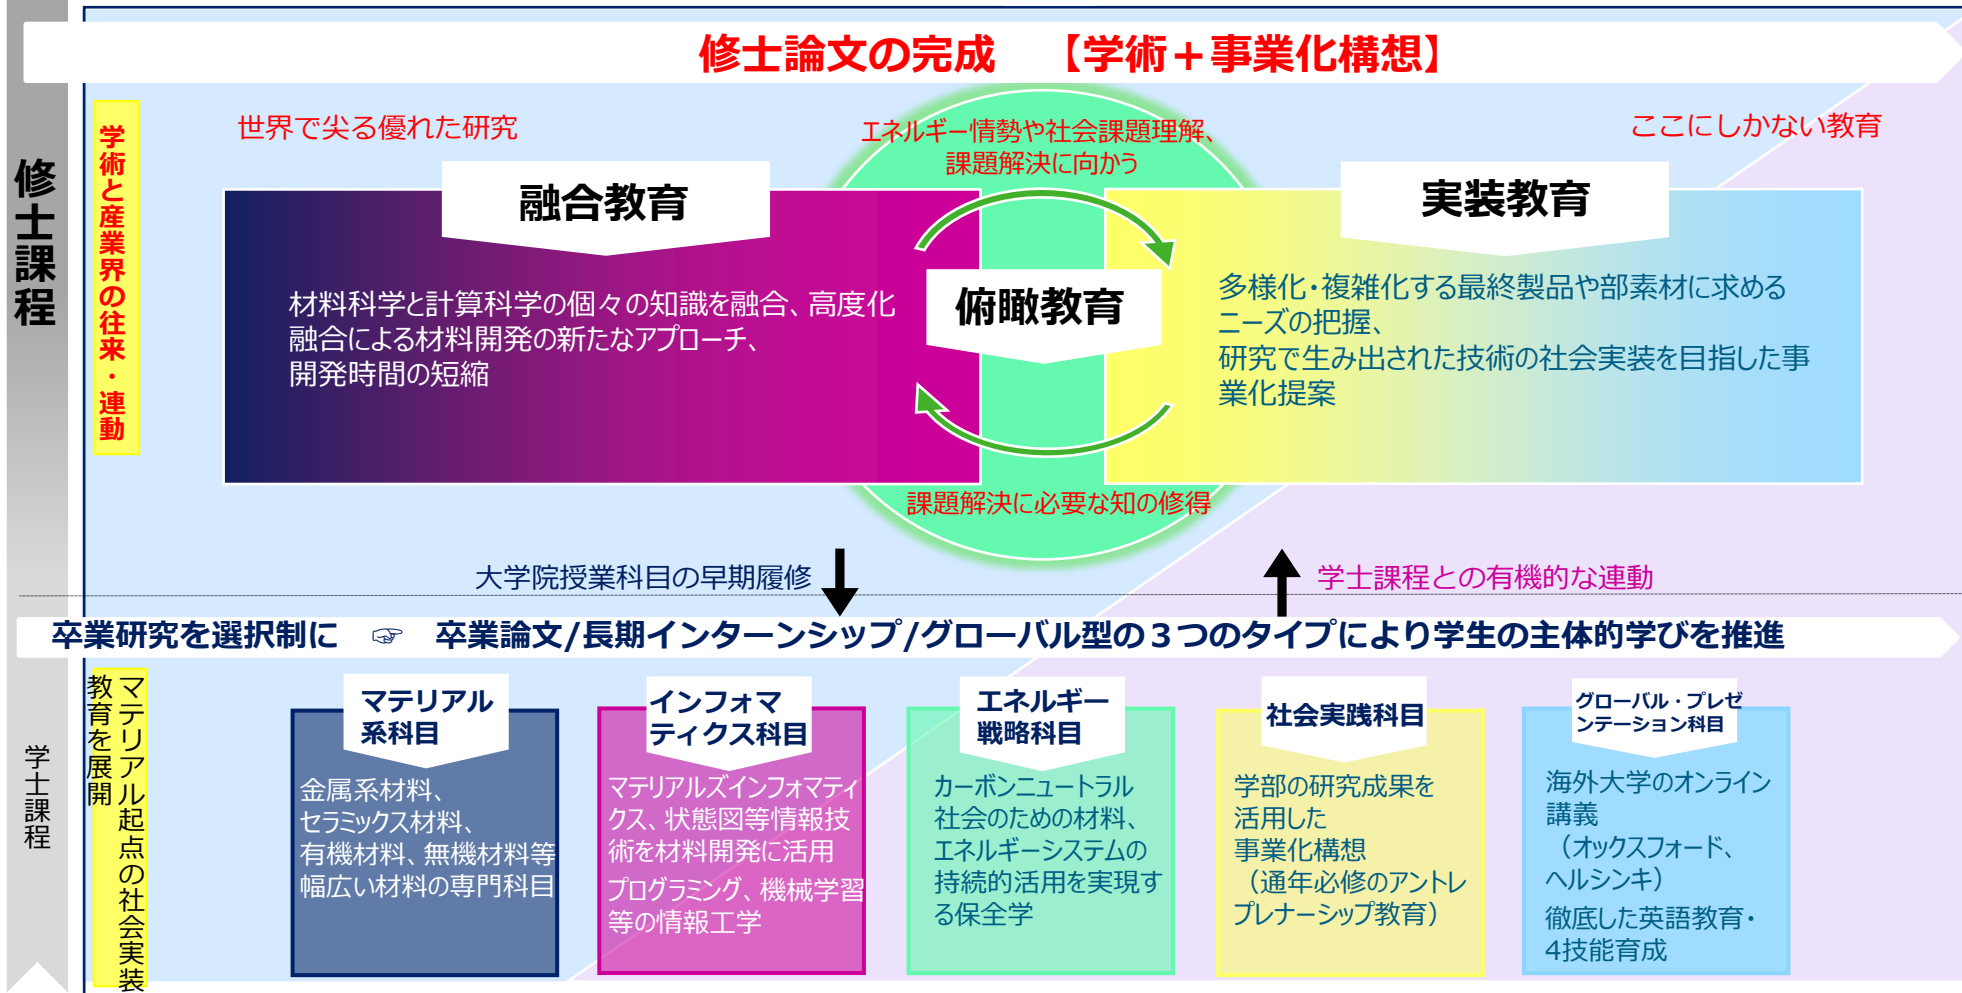 修士論文の完成　【学術＋事業化構想】
修士課程
学術と産業界の往来・連動
世界で尖る優れた研究
エネルギー情勢や社会課題理解、
課題解決に向かう
ここにしかない教育
融合教育
材料科学と計算科学の個々の知識を融合、高度化
融合による材料開発の新たなアプローチ、
開発時間の短縮
俯瞰教育
実装教育
多様化・複雑化する最終製品や部素材に求める
ニーズの把握、
研究で生み出された技術の社会実装を目指した事
業化提案
課題解決に必要な知の修得
大学院授業科目の早期履修
学士課程との有機的な連動
卒業研究を選択制に　☞　卒業論文/長期インターンシップ/グローバル型の３つのタイプにより学生の主体的学びを推進
学士課程
マテリアル起点の社会実装
教育を展開
マテリアル
系科目
金属系材料、
セラミックス材料、
有機材料、無機材料等
幅広い材料の専門科目
インフォマ
ティクス科目
マテリアルズインフォマティ
クス、状態図等情報技
術を材料開発に活用
プログラミング、機械学習
等の情報工学
エネルギー
戦略科目
カーボンニュートラル
社会のための材料、
エネルギーシステムの
持続的活用を実現す
る保全学
社会実践科目
学部の研究成果を
活用した
事業化構想
（通年必修のアントレ
プレナーシップ教育）
グローバル・プレゼ
ンテーション科目
海外大学のオンライン
講義
（オックスフォード、
ヘルシンキ）
徹底した英語教育・
4技能育成